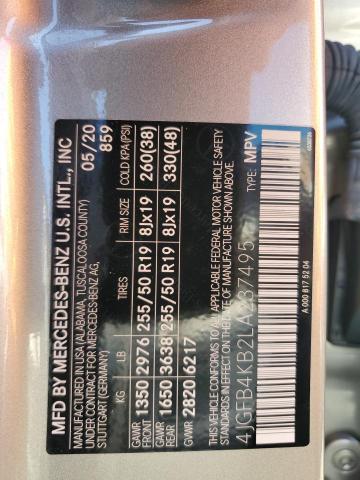 MFD BY MERCEDES-BENZ U.S. INTL., INC
MANUFACTURED IN USA (ALABAMA, TUSCALOOSA COUNTY)
UNDER CONTRACT FOR MERCEDES-BENZ AG,
STUTTGART (GERMANY)
05/20
859
KG LB TIRES RIM SIZE COLD KPA (PSI)
GAWR FRONT 1350 2976 255/50 R19 8Jx19 260(38)
GAWR REAR 1650 3638 255/50 R19 8Jx19 330(48)
GVWR 2820 6217
THIS VEHICLE CONFORMS TO ALL APPLICABLE FEDERAL MOTOR VEHICLE SAFETY
STANDARDS IN EFFECT ON THE DATE OF MANUFACTURE SHOWN ABOVE.
TYPE: MPV
A 000 817 52 04